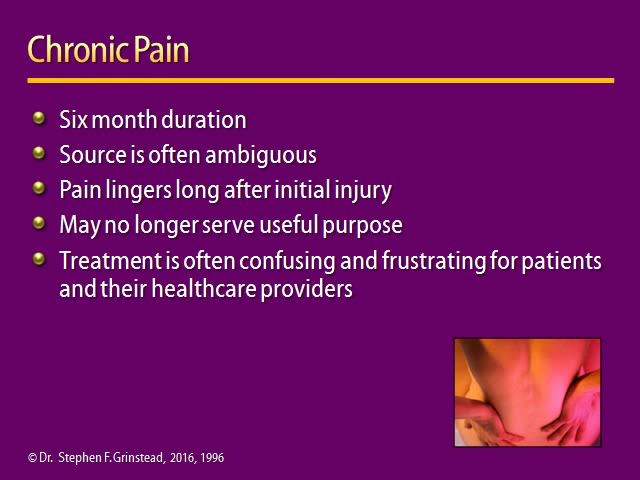 Chronic Pain
Six month duration
Source is often ambiguous
Pain lingers long after initial injury
May no longer serve useful purpose
Treatment is often confusing and frustrating for patients
and their healthcare providers
© Dr. Stephen F. Grinstead, 2016, 1996